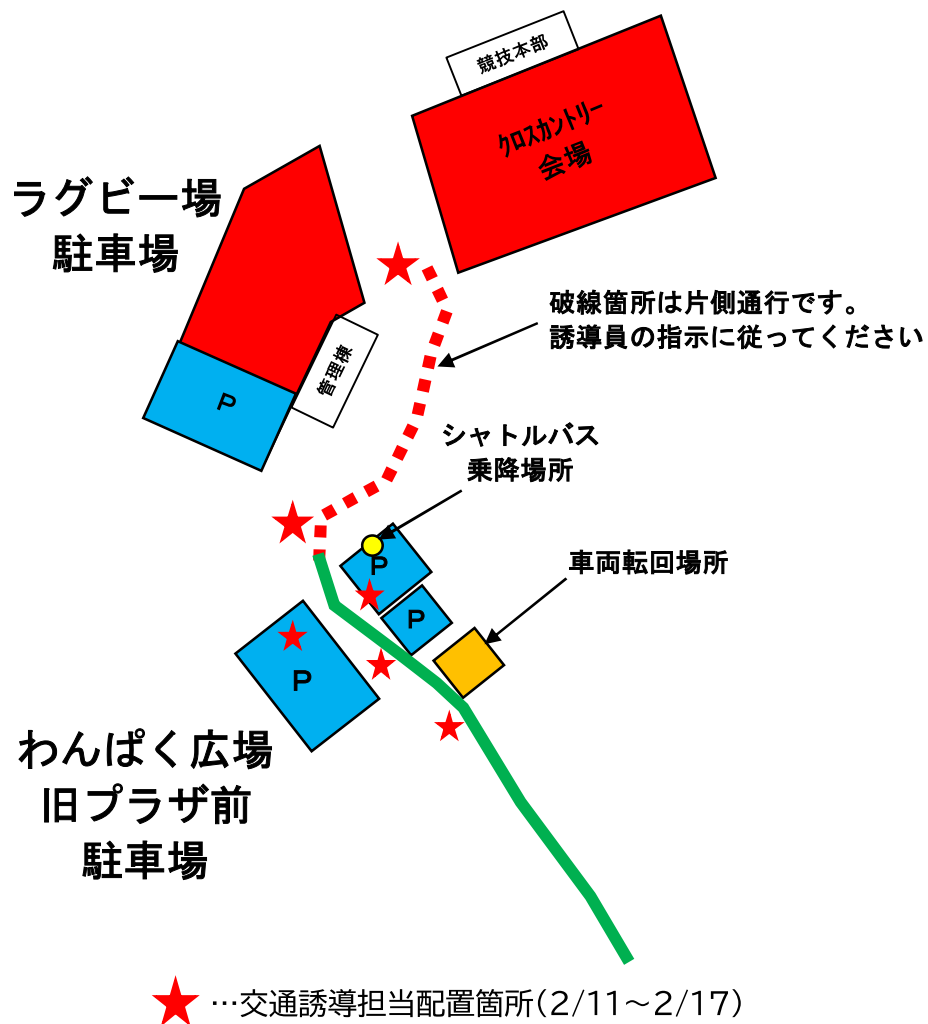 競技本部
クロスカントリー
会場
ラグビー場
駐車場
破線箇所は片側通行です。
誘導員の指示に従ってください
管理棟
P
シャトルバス
乗降場所
P
車両転回場所
P
P
わんぱく広場
旧プラザ前
駐車場
★…交通誘導担当配置箇所(2/11～2/17)